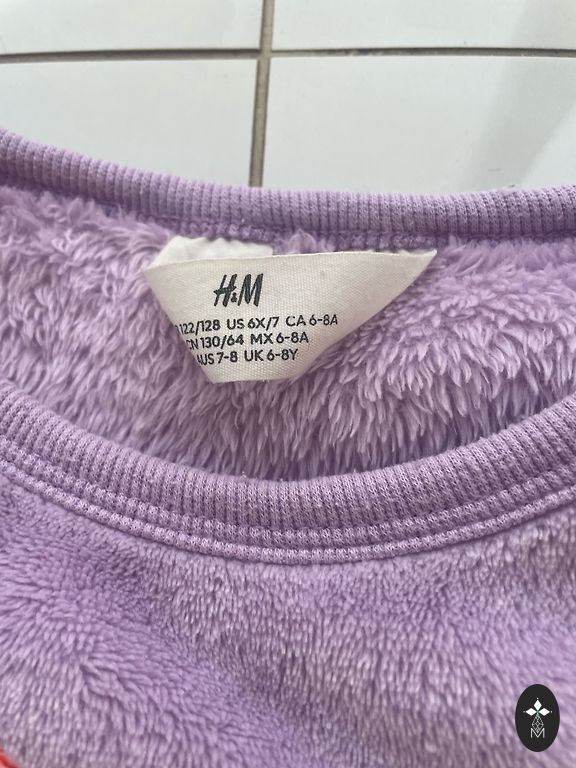 H&M
122/128 US 6X/7 CA 6-8A
CN 130/64 MX 6-8A
AUS 7-8 UK 6-8Y
M